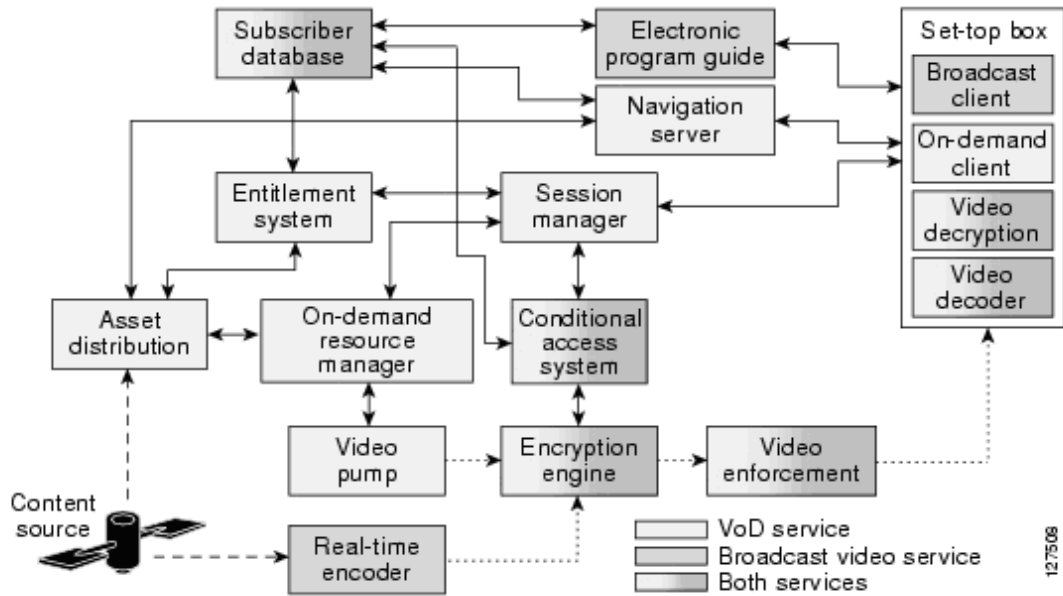 Subscriber
database
Electronic
program guide
Set-top box
Broadcast
client
Navigation
server
On-demand
client
Entitlement
system
Session
manager
Video
decryption
Video
decoder
Asset
distribution
On-demand
resource
manager
Conditional
access
system
Video
pump
Encryption
engine
Video
enforcement
Content
source
Real-time
encoder
VoD service
Broadcast video service
Both services
127509